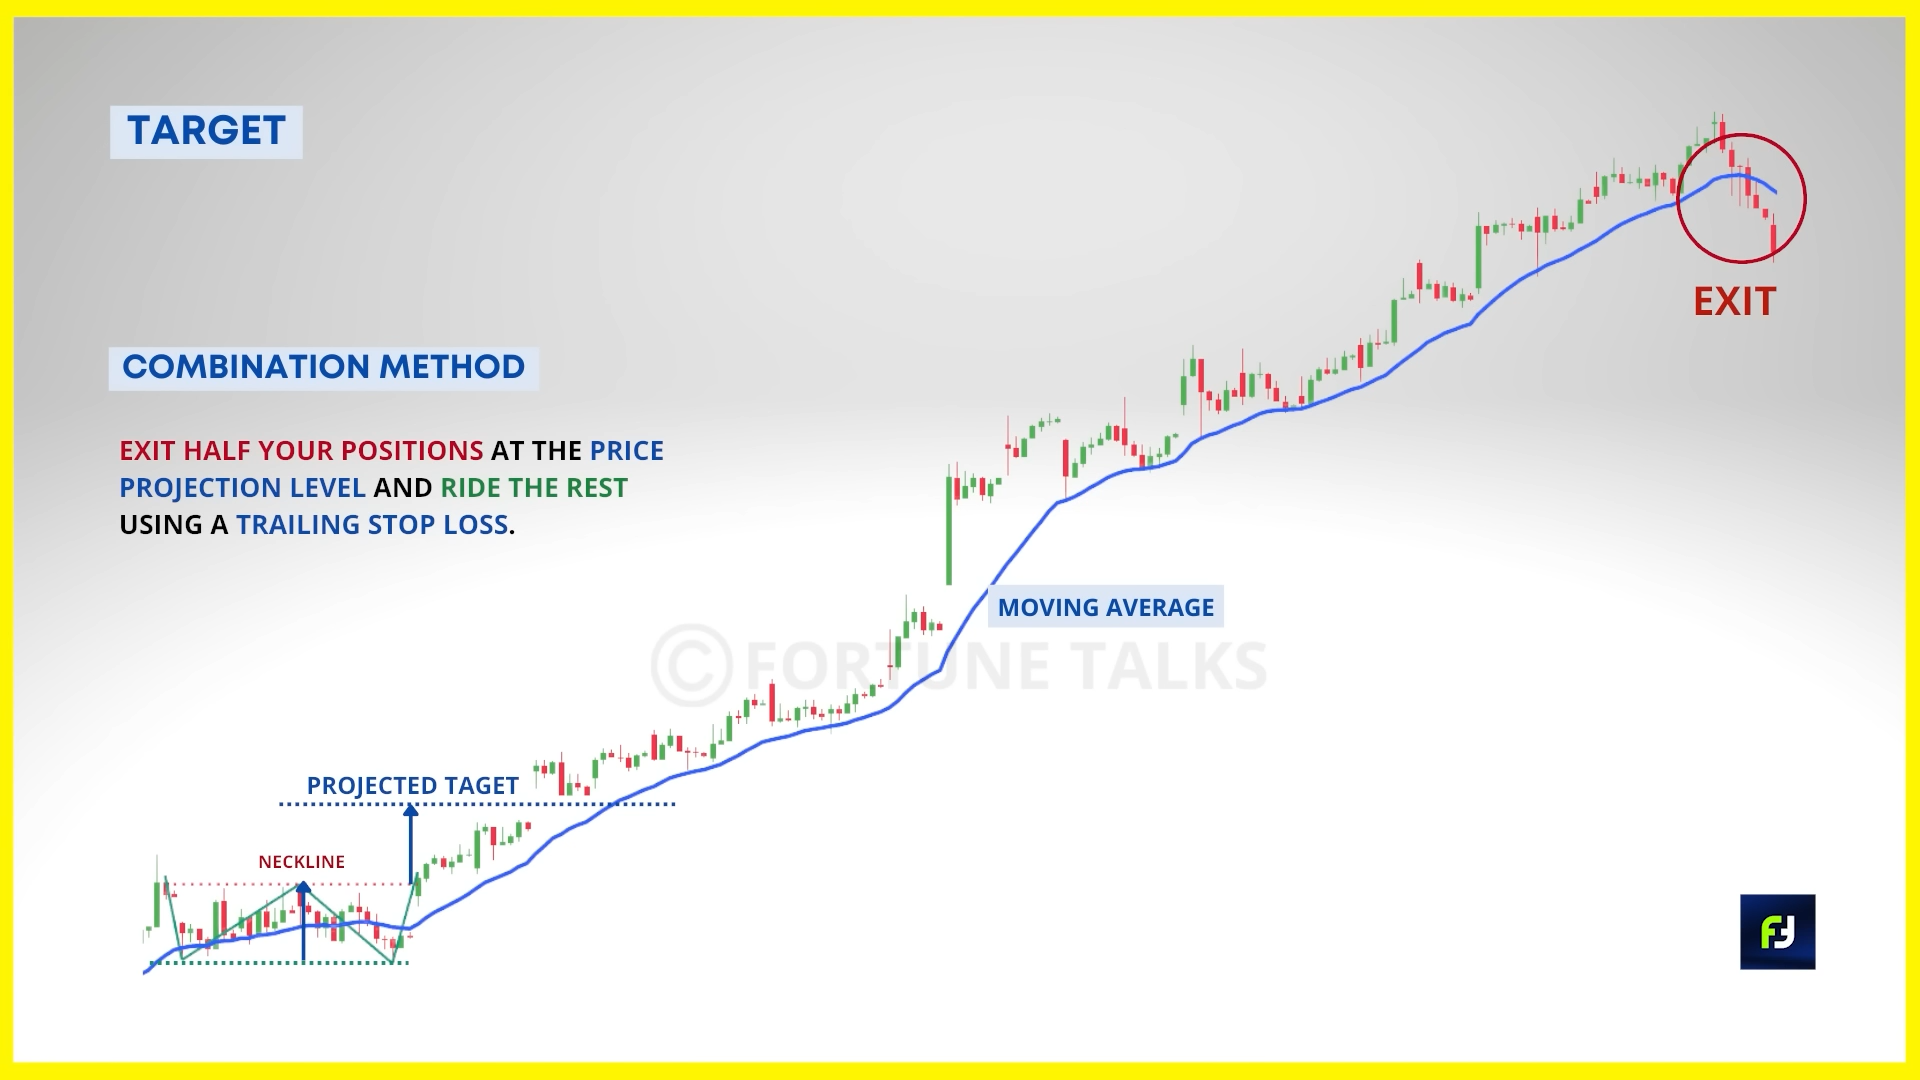 TARGET
COMBINATION METHOD
EXIT HALF YOUR POSITIONS AT THE PRICE
PROJECTION LEVEL AND RIDE THE REST
USING A TRAILING STOP LOSS.
EXIT
MOVING AVERAGE
© FORTUNE TALKS
PROJECTED TAGET
NECKLINE